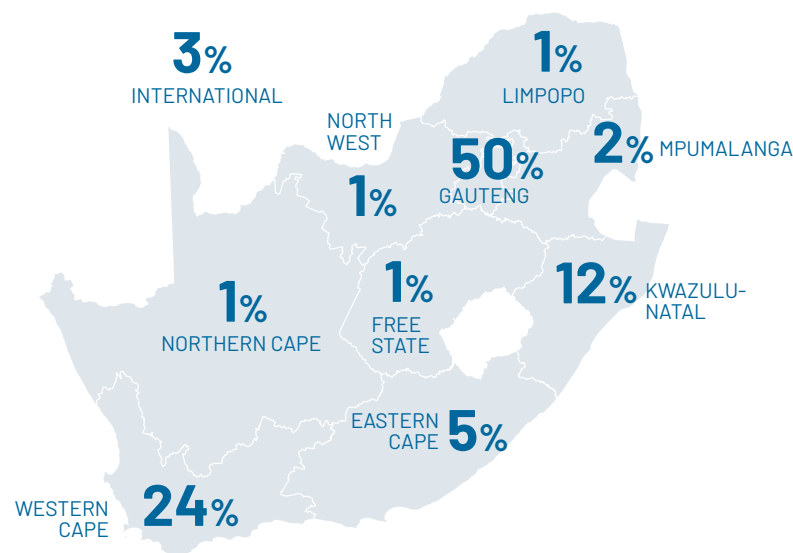 3%
INTERNATIONAL
1%
LIMPOPO
NORTH
WEST
1%
50%
GAUTENG
2% MPUMALANGA
1%
NORTHERN CAPE
1%
FREE
STATE
12% KWAZULU-
NATAL
EASTERN
CAPE 5%
WESTERN
CAPE
24%